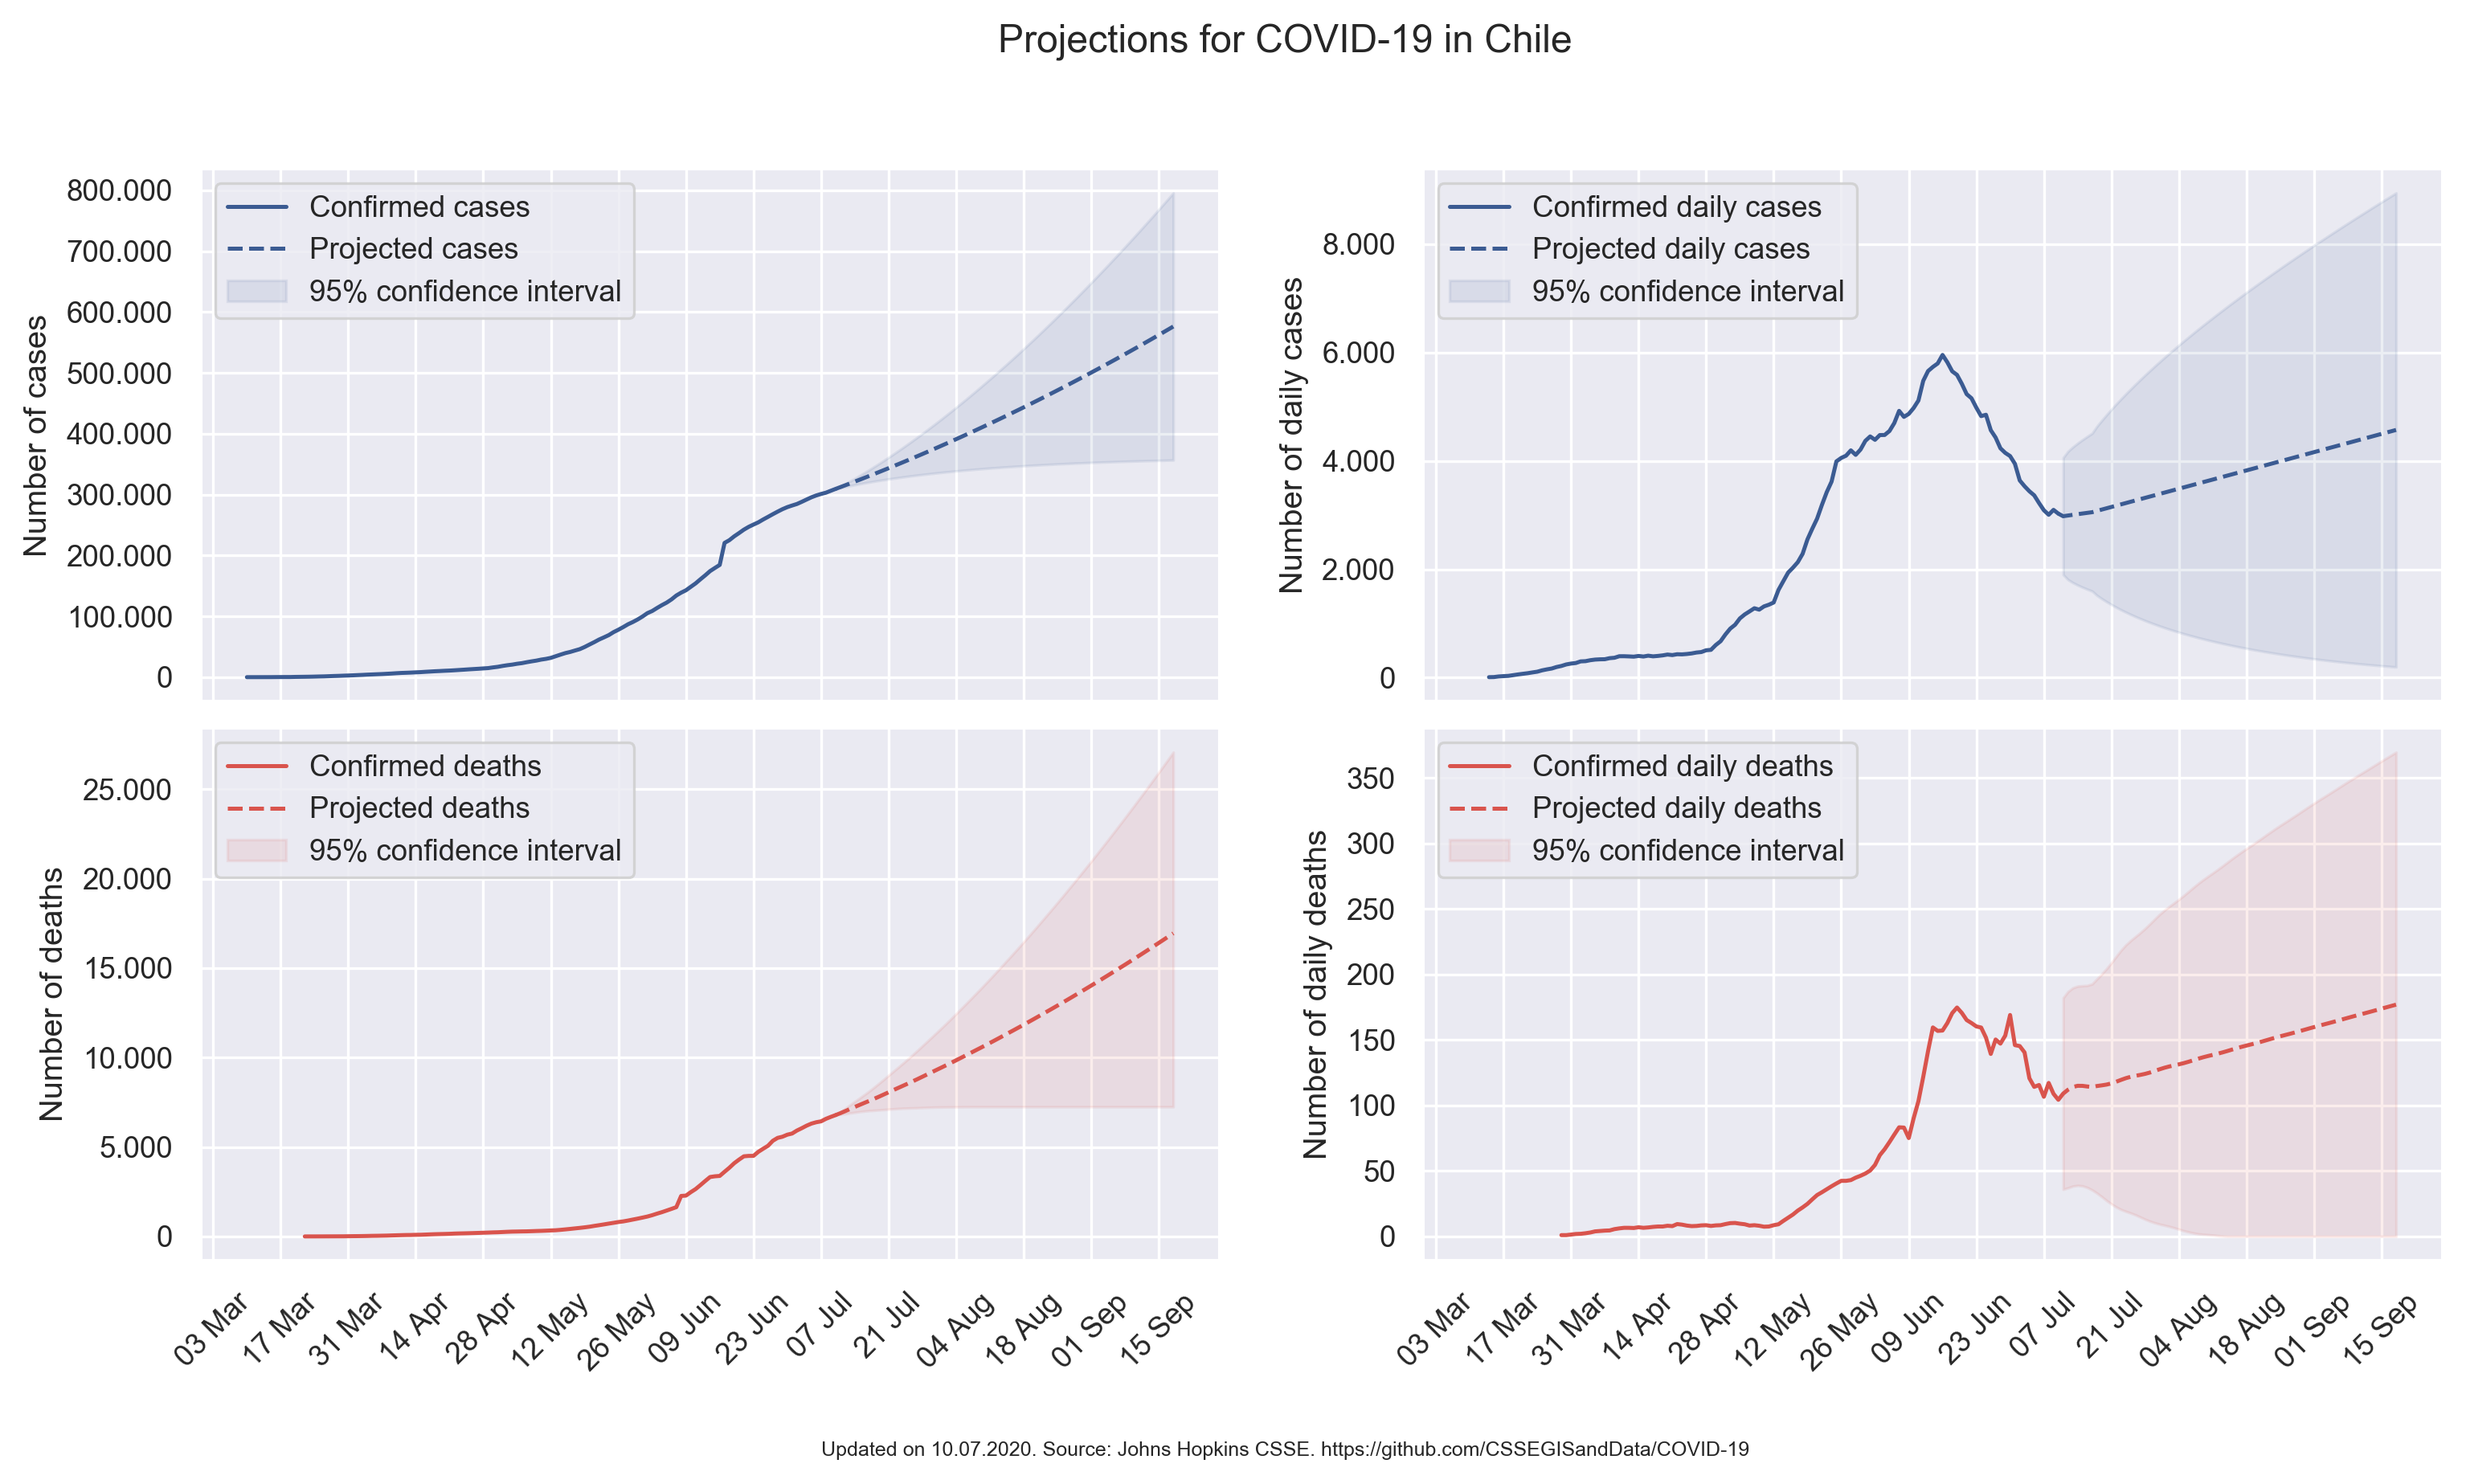 Projections for COVID-19 in Chile
Number of cases
800.000
700.000
600.000
500.000
400.000
300.000
200.000
100.000
0
Confirmed cases
Projected cases
95% confidence interval
Number of daily cases
8.000
6.000
4.000
2.000
0
Confirmed daily cases
Projected daily cases
95% confidence interval
Number of deaths
25.000
20.000
15.000
10.000
5.000
0
Confirmed deaths
Projected deaths
95% confidence interval
03 Mar
17 Mar
31 Mar
14 Apr
28 Apr
12 May
26 May
09 Jun
23 Jun
07 Jul
21 Jul
04 Aug
18 Aug
01 Sep
15 Sep
Number of daily deaths
350
300
250
200
150
100
50
0
Confirmed daily deaths
Projected daily deaths
95% confidence interval
03 Mar
17 Mar
31 Mar
14 Apr
28 Apr
12 May
26 May
09 Jun
23 Jun
07 Jul
21 Jul
04 Aug
18 Aug
01 Sep
15 Sep
Updated on 10.07.2020. Source: Johns Hopkins CSSE. https://github.com/CSSEGISandData/COVID-19